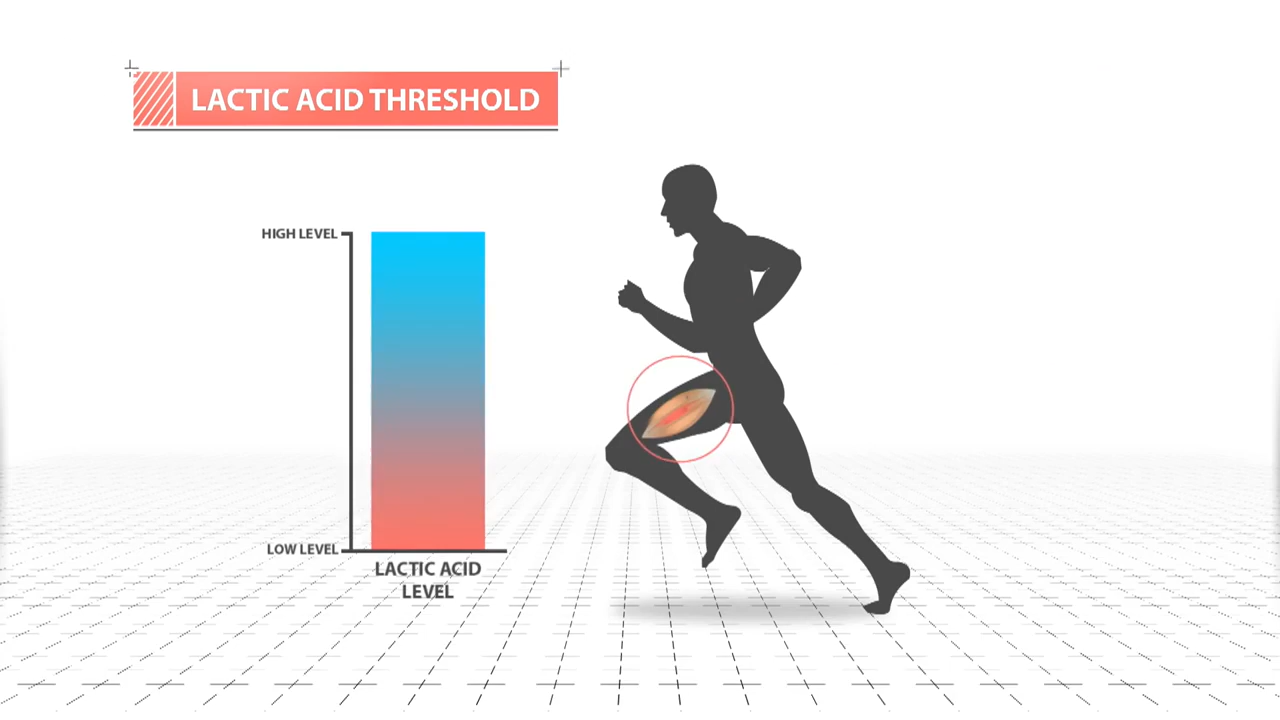 LACTIC ACID THRESHOLD
HIGH LEVEL
LOW LEVEL
LACTIC ACID
LEVEL